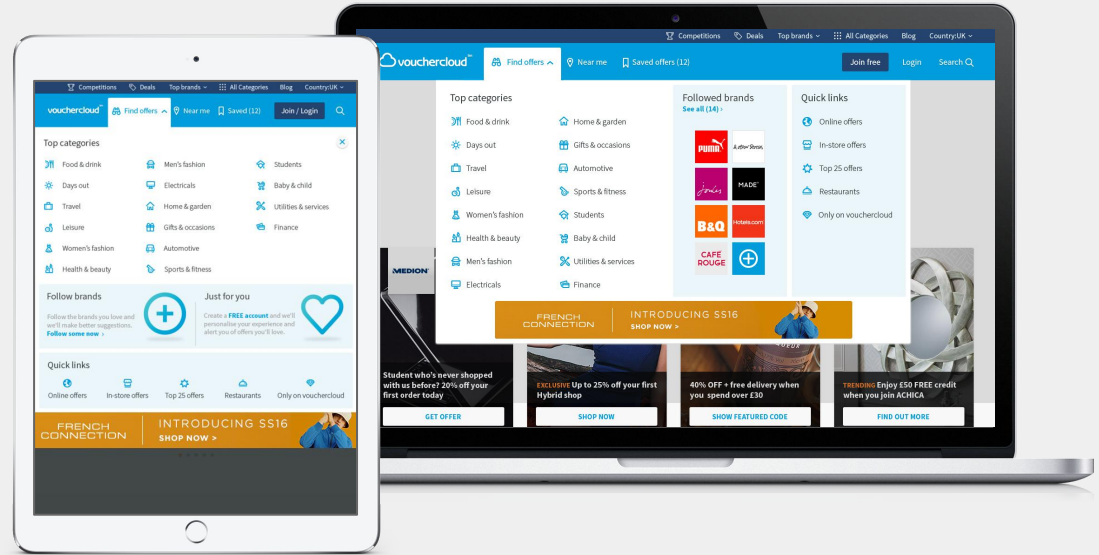 Competitions Deals Top brands All Categories Blog Country:UK
vouchercloud Find offers Near me Saved (12) Join / Login
Top categories
Food & drink Men's fashion Students
Days out Electricals Baby & child
Travel Home & garden Utilities & services
Leisure Gifts & occasions Finance
Women's fashion Automotive
Health & beauty Sports & fitness
Follow brands
Follow the brands you love and
we'll make better suggestions.
Follow some now ›
Just for you
Create a FREE account and we'll
personalise your experience and
alert you of offers you'll love.
Quick links
Online offers In-store offers Top 25 offers Restaurants Only on vouchercloud
FRENCH
CONNECTION
INTRODUCING SS16
SHOP NOW >
Competitions Deals Top brands All Categories Blog Country:UK
vouchercloud Find offers Near me Saved offers (12) Join free Login Search
Top categories
Food & drink
Days out
Travel
Leisure
Women's fashion
Health & beauty
Men's fashion
Electricals
Home & garden
Gifts & occasions
Automotive
Sports & fitness
Students
Baby & child
Utilities & services
Finance
Followed brands
See all (14) ›
PUMA
Joules
MADE
B&Q
Hotels.com
CAFÉ
ROUGE
Quick links
Online offers
In-store offers
Top 25 offers
Restaurants
Only on vouchercloud
MEDION
FRENCH
CONNECTION
INTRODUCING SS16
SHOP NOW >
Student who's never shopped
with us before? 20% off your
first order today
GET OFFER
EXCLUSIVE Up to 25% off your first
Hybrid shop
SHOP NOW
40% OFF + free delivery when
you spend over £30
SHOW FEATURED CODE
TRENDING Enjoy £50 FREE credit
when you join ACHICA
FIND OUT MORE